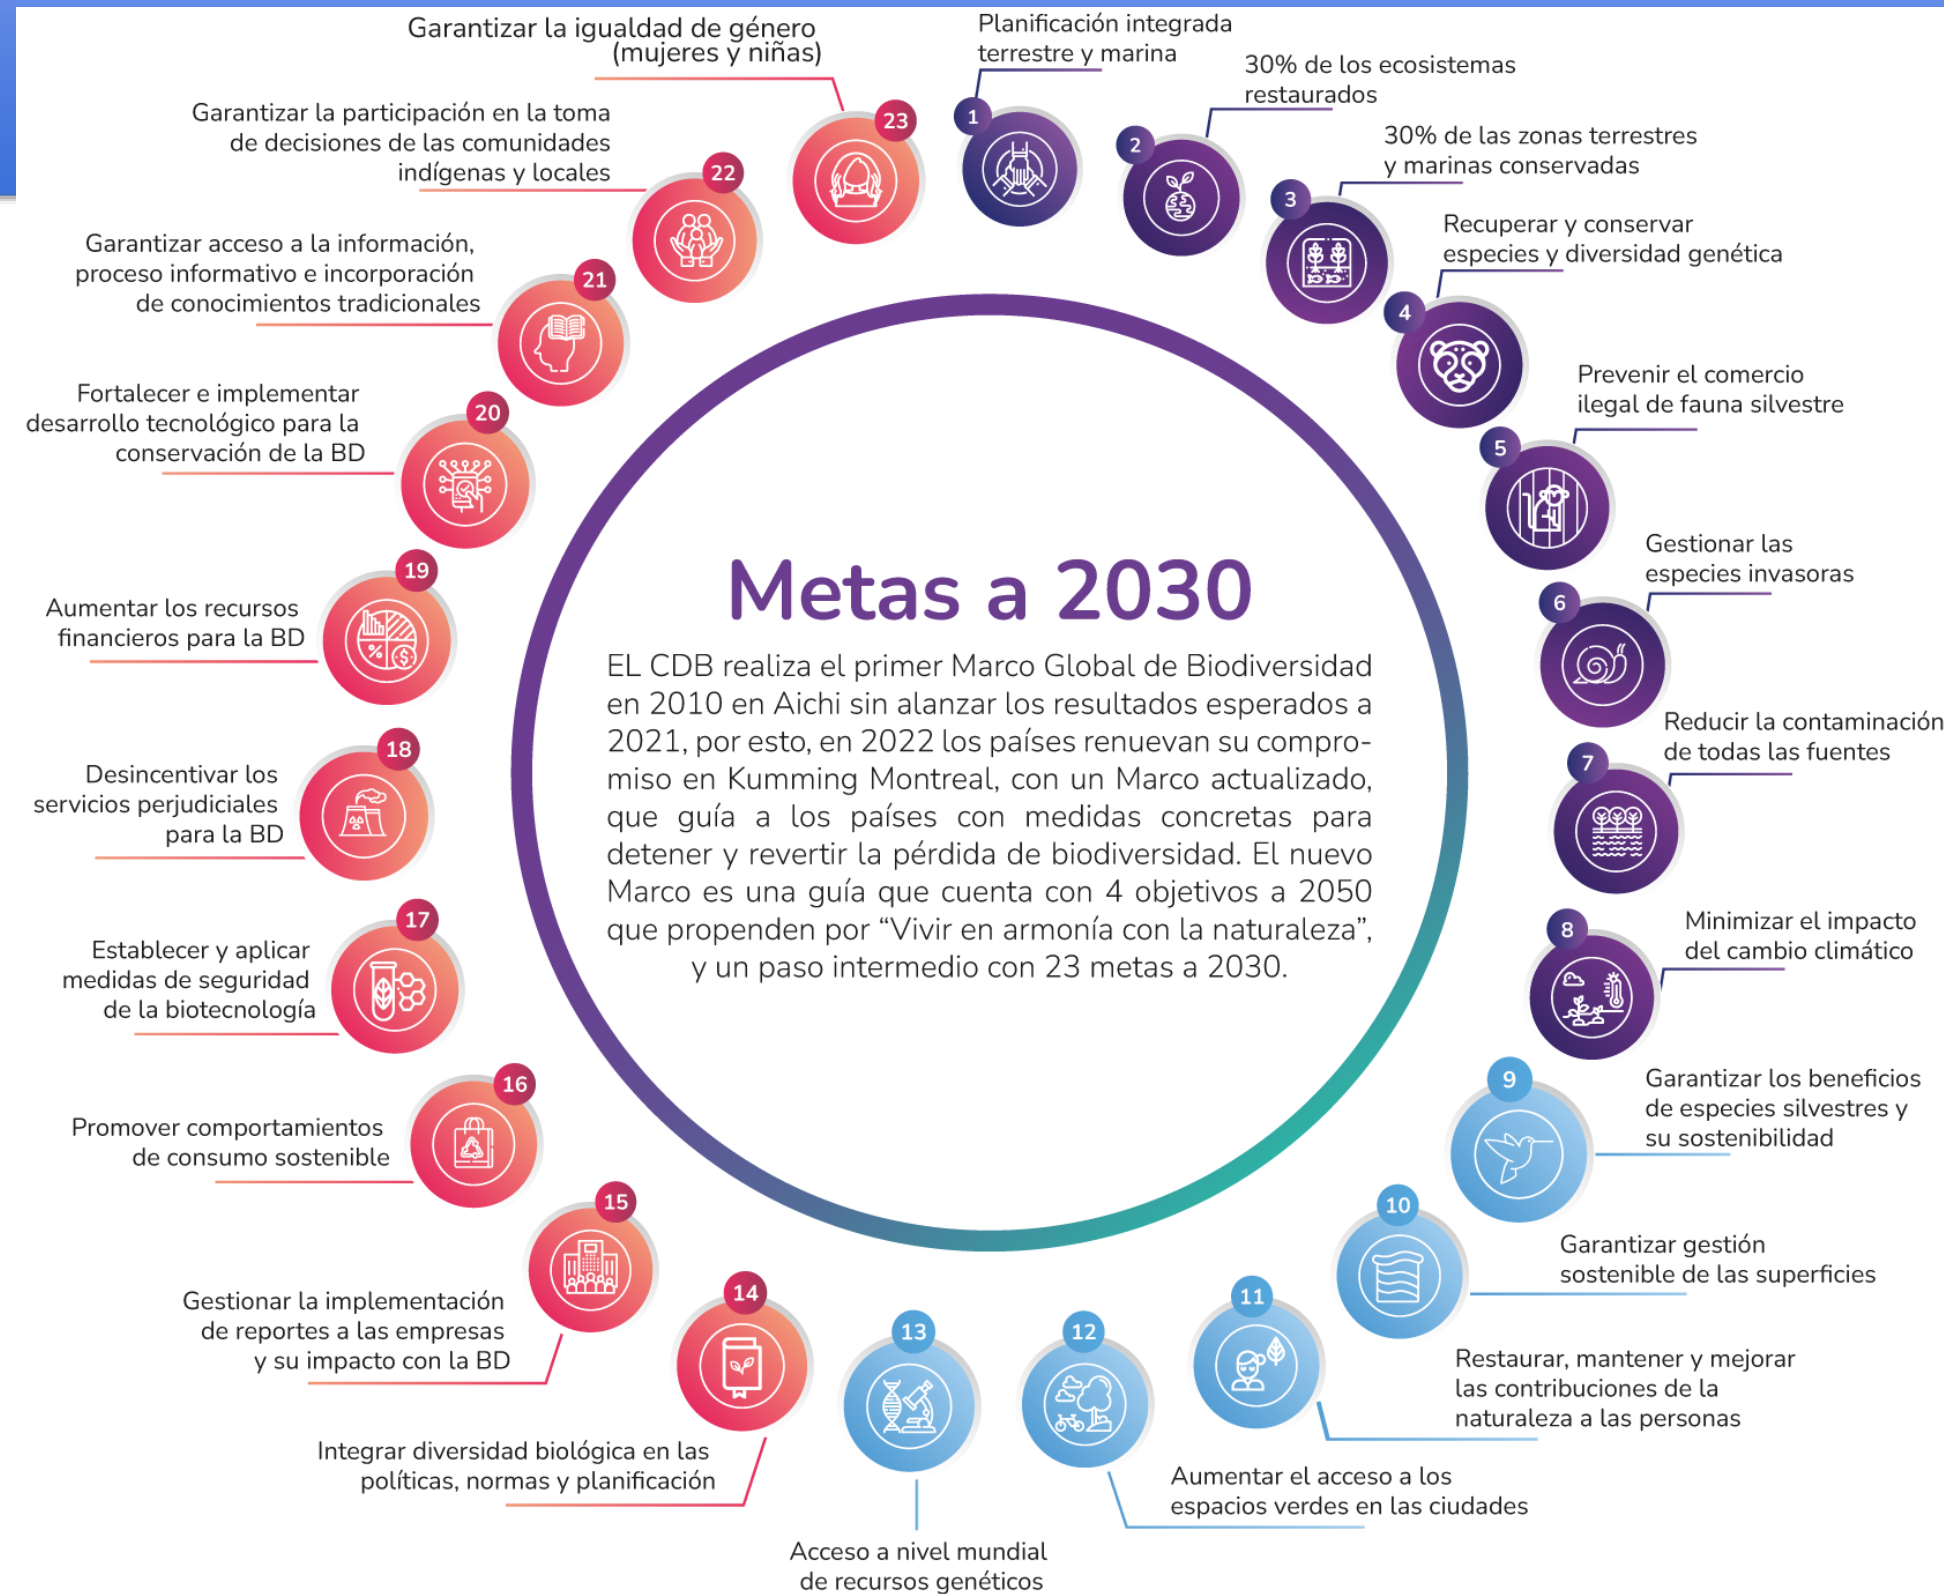 Metas a 2030
EL CDB realiza el primer Marco Global de Biodiversidad
en 2010 en Aichi sin alanzar los resultados esperados a
2021, por esto, en 2022 los países renuevan su compro-
miso en Kumming Montreal, con un Marco actualizado,
que guía a los países con medidas concretas para
detener y revertir la pérdida de biodiversidad. El nuevo
Marco es una guía que cuenta con 4 objetivos a 2050
que propenden por “Vivir en armonía con la naturaleza”,
y un paso intermedio con 23 metas a 2030.
1
Planificación integrada
terrestre y marina
2
30% de los ecosistemas
restaurados
3
30% de las zonas terrestres
y marinas conservadas
4
Recuperar y conservar
especies y diversidad genética
5
Prevenir el comercio
ilegal de fauna silvestre
6
Gestionar las
especies invasoras
7
Reducir la contaminación
de todas las fuentes
8
Minimizar el impacto
del cambio climático
9
Garantizar los beneficios
de especies silvestres y
su sostenibilidad
10
Garantizar gestión
sostenible de las superficies
11
Restaurar, mantener y mejorar
las contribuciones de la
naturaleza a las personas
12
Aumentar el acceso a los
espacios verdes en las ciudades
13
Acceso a nivel mundial
de recursos genéticos
14
Integrar diversidad biológica en las
políticas, normas y planificación
15
Gestionar la implementación
de reportes a las empresas
y su impacto con la BD
16
Promover comportamientos
de consumo sostenible
17
Establecer y aplicar
medidas de seguridad
de la biotecnología
18
Desincentivar los
servicios perjudiciales
para la BD
19
Aumentar los recursos
financieros para la BD
% $
20
Fortalecer e implementar
desarrollo tecnológico para la
conservación de la BD
21
Garantizar acceso a la información,
proceso informativo e incorporación
de conocimientos tradicionales
22
Garantizar la participación en la toma
de decisiones de las comunidades
indígenas y locales
23
Garantizar la igualdad de género
(mujeres y niñas)